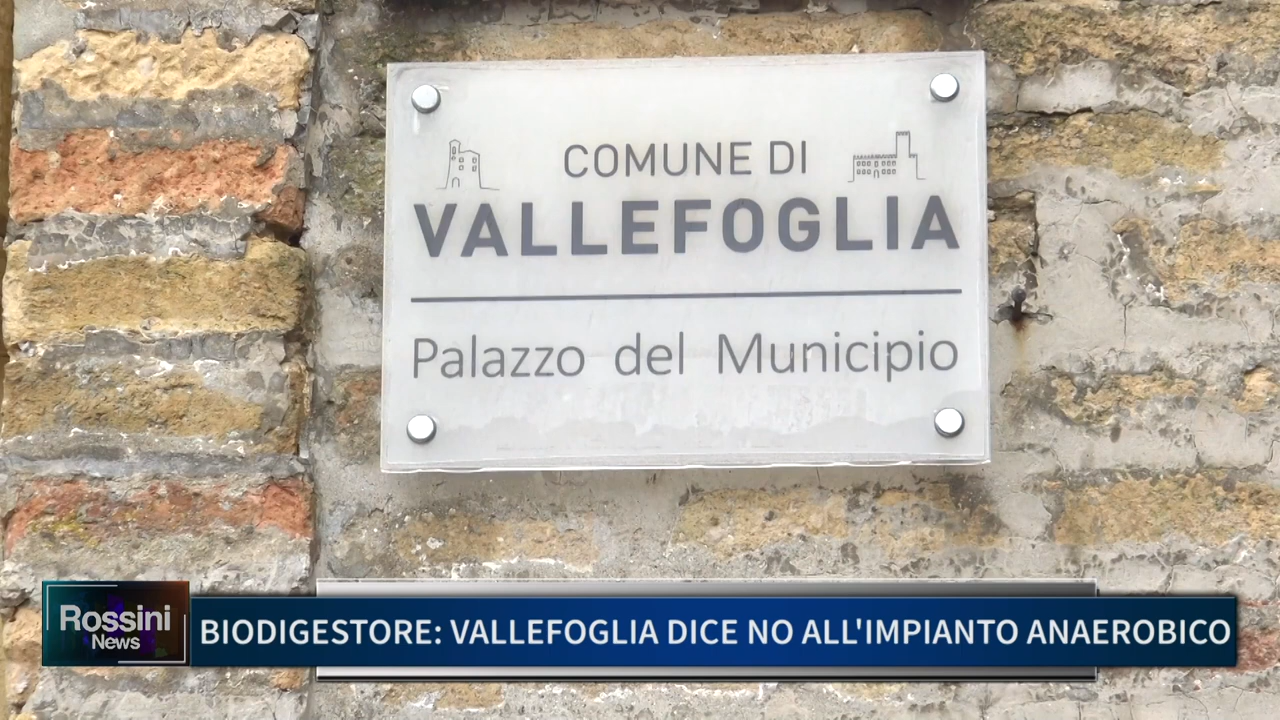 COMUNE DI
VALLEFOGLIA
Palazzo del Municipio
Rossini
News
BIODIGESTORE: VALLEFOGLIA DICE NO ALL'IMPIANTO ANAEROBICO